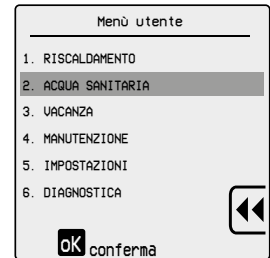 Menù utente
1. RISCALDAMENTO
2. ACQUA SANITARIA
3. VACANZA
4. MANUTENZIONE
5. IMPOSTAZIONI
6. DIAGNOSTICA
oK conferma